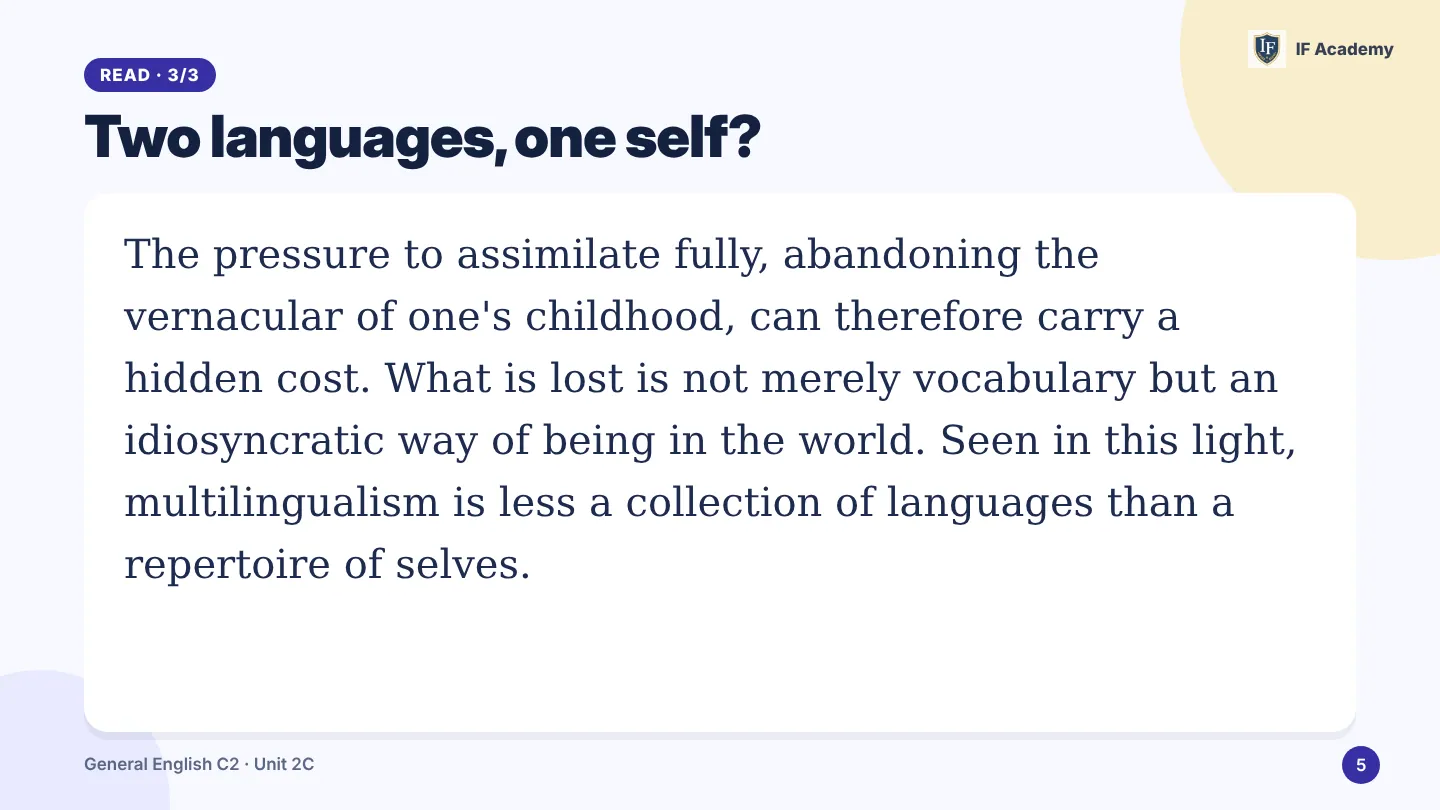 IF IF Academy
READ · 3/3
Two languages, one self?
The pressure to assimilate fully, abandoning the
vernacular of one's childhood, can therefore carry a
hidden cost. What is lost is not merely vocabulary but an
idiosyncratic way of being in the world. Seen in this light,
multilingualism is less a collection of languages than a
repertoire of selves.
General English C2 · Unit 2C
5